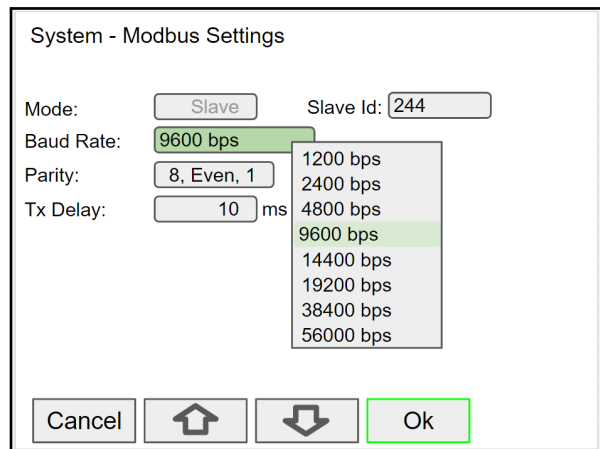 System - Modbus Settings
Mode: Slave Slave Id: 244
Baud Rate: 9600 bps
Parity: 8, Even, 1
Tx Delay: 10 ms
1200 bps
2400 bps
4800 bps
9600 bps
14400 bps
19200 bps
38400 bps
56000 bps
Cancel Ok